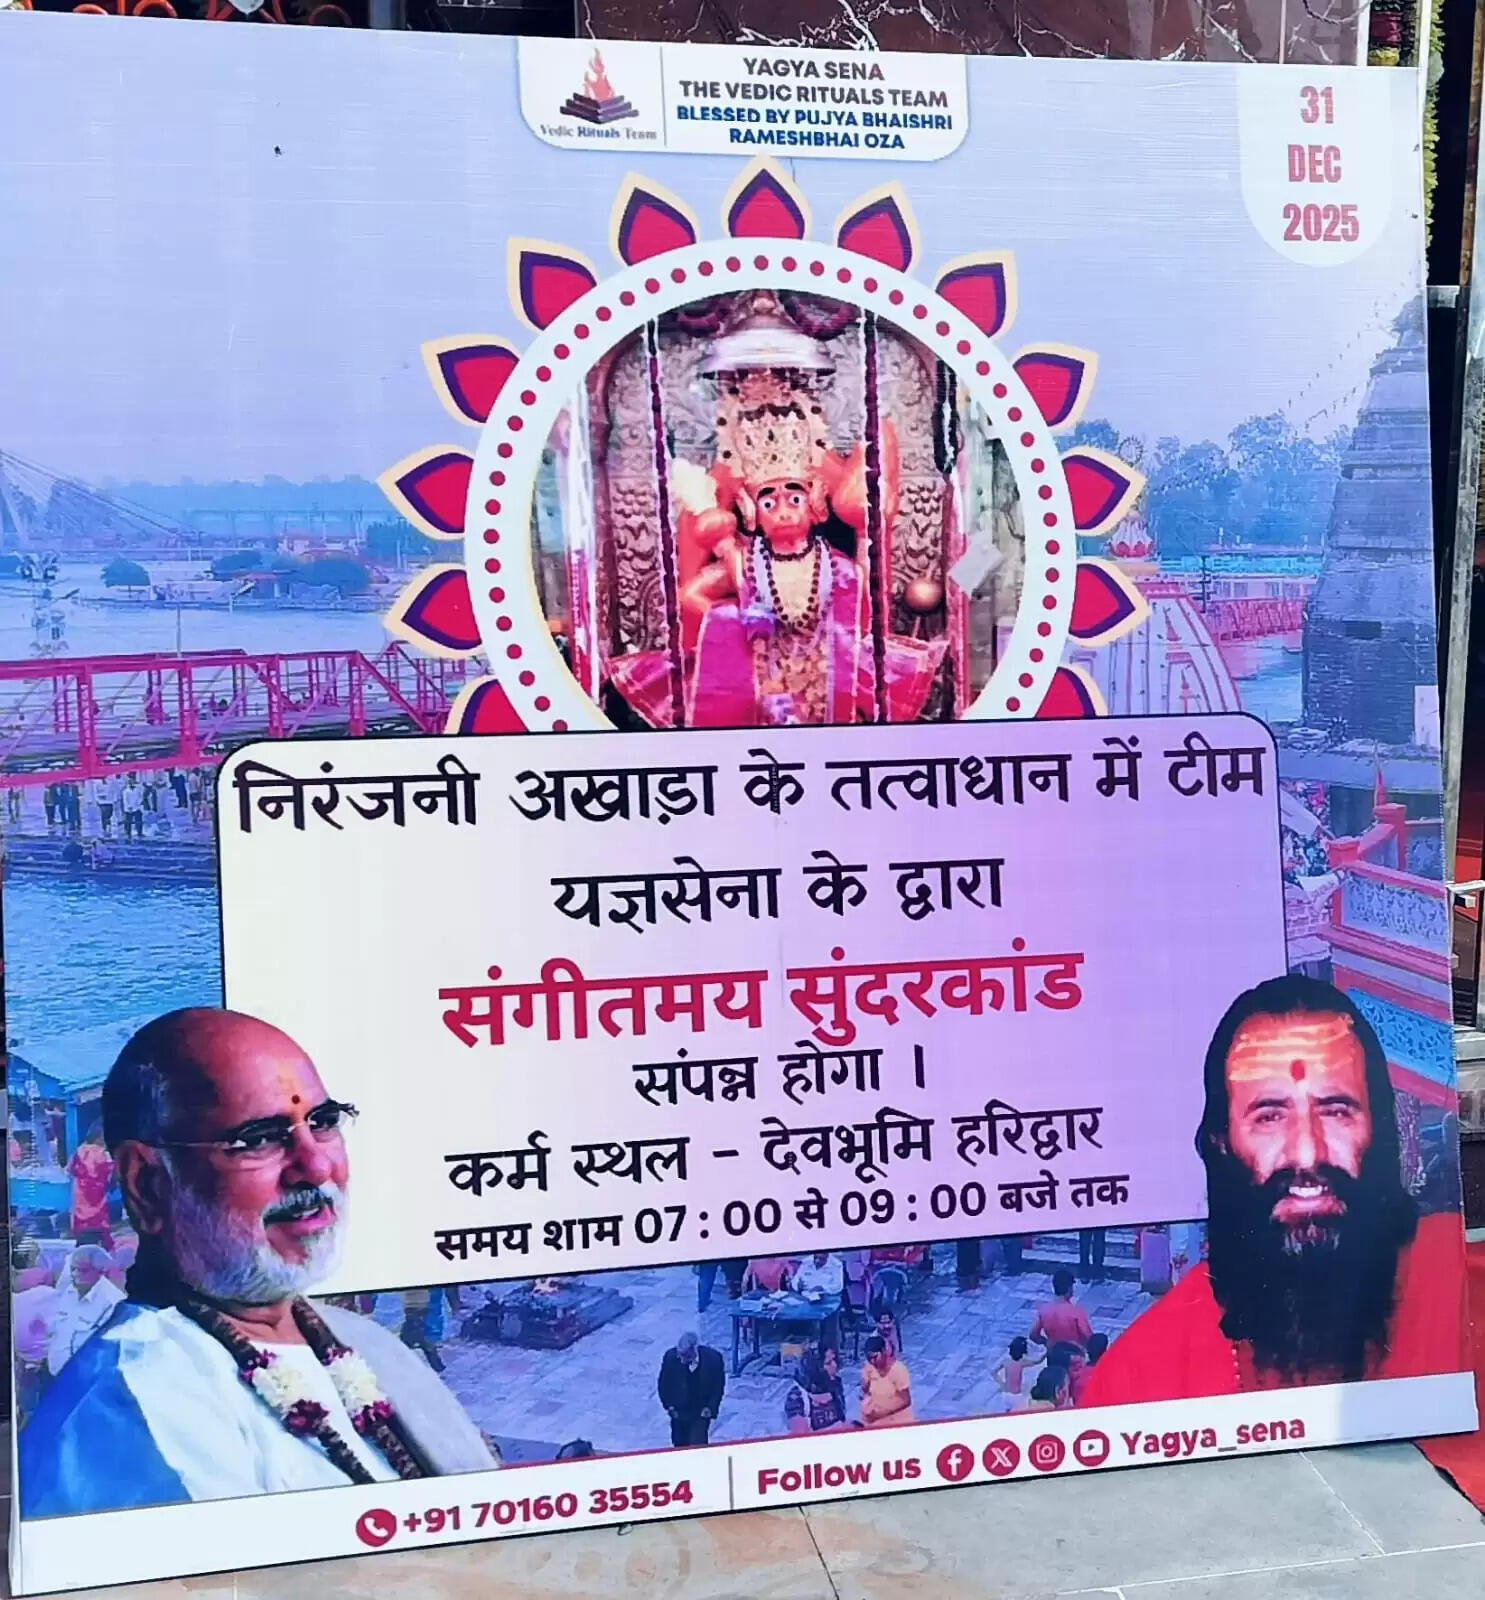 Vedic Rituals Team
YAGYA SENA
THE VEDIC RITUALS TEAM
BLESSED BY PUJYA BHAISHRI
RAMESHBHAI OZA
31
DEC
2025
निरंजनी अखाड़ा के तत्वाधान में टीम
यज्ञसेना के द्वारा
संगीतमय सुंदरकांड
संपन्न होगा ।
कर्म स्थल - देवभूमि हरिद्वार
समय शाम 07 : 00 से 09 : 00 बजे तक
+91 70160 35554
Follow us Yagya_sena